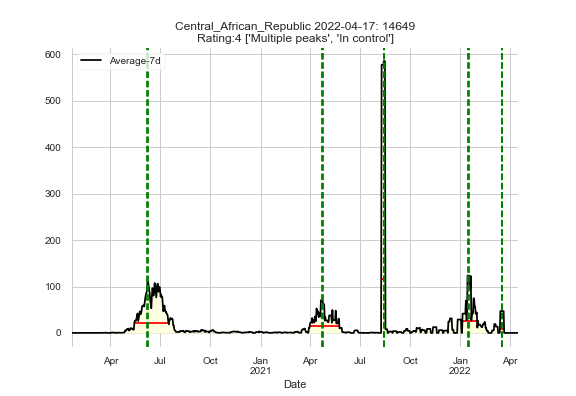 Central_African_Republic 2022-04-17: 14649
Rating:4 ['Multiple peaks', 'In control']
Average-7d
600
500
400
300
200
100
0
Apr Jul Oct Jan Apr Jul Oct Jan Apr
2021 2022
Date